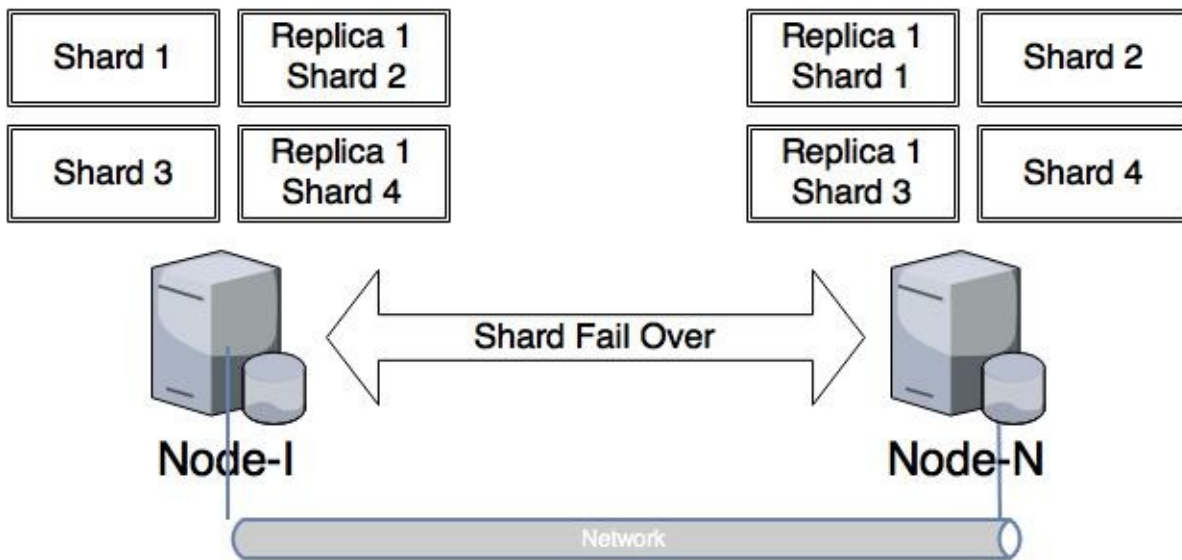 Shard 1
Replica 1
Shard 2
Replica 1
Shard 1
Shard 2
Shard 3
Replica 1
Shard 4
Replica 1
Shard 3
Shard 4
Shard Fail Over
Node-I
Node-N
Network